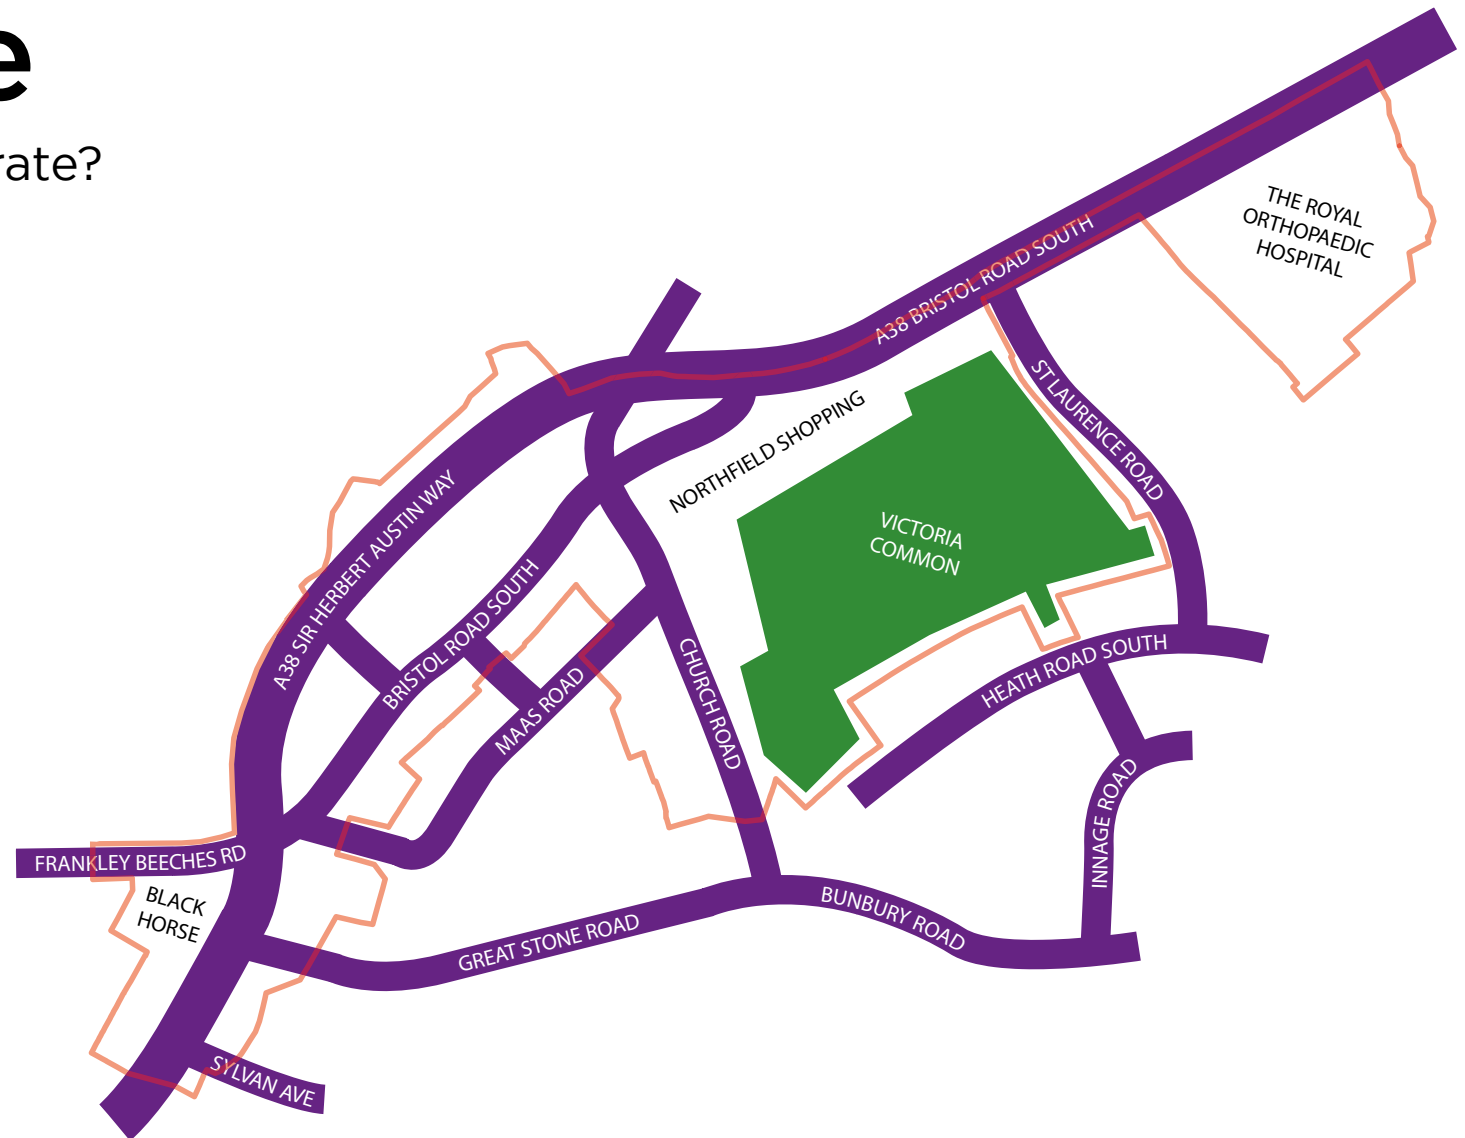 e
rate?
THE ROYAL
ORTHOPAEDIC
HOSPITAL
A38 BRISTOL ROAD SOUTH
ST LAURENCE ROAD
NORTHFIELD SHOPPING
VICTORIA
COMMON
A38 SIR HERBERT AUSTIN WAY
BRISTOL ROAD SOUTH
MAAS ROAD
CHURCH ROAD
HEATH ROAD SOUTH
INNAGE ROAD
FRANKLEY BEECHES RD
BLACK
HORSE
GREAT STONE ROAD
BUNBURY ROAD
SYLVAN AVE